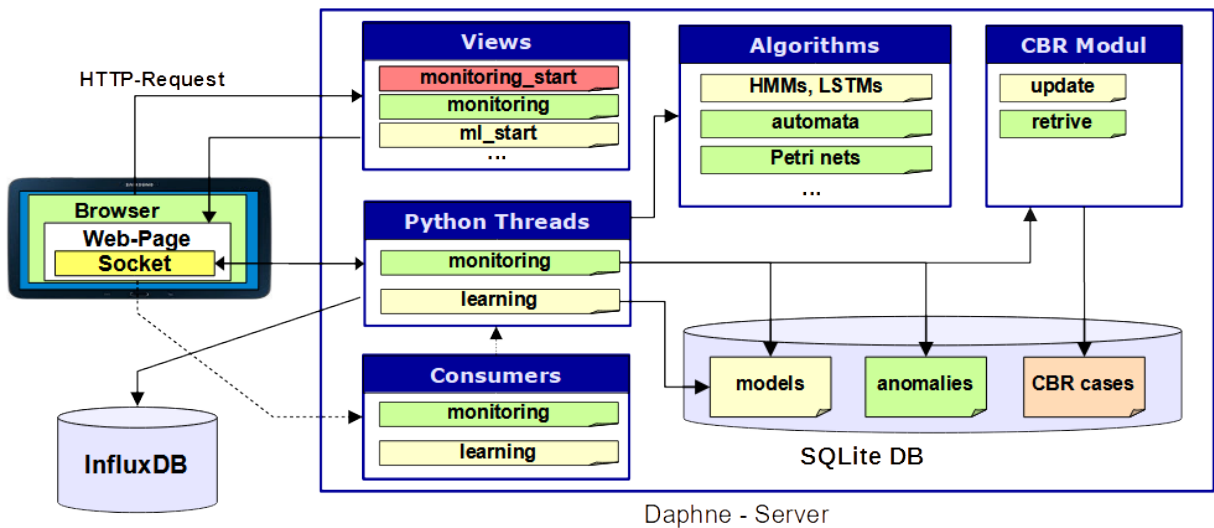 Views
monitoring_start
monitoring
ml_start
...
Algorithms
HMMs, LSTMs
automata
Petri nets
...
CBR Modul
update
retrive
HTTP-Request
SAMSUNG
Browser
Web-Page
Socket
Python Threads
monitoring
learning
Consumers
monitoring
learning
InfluxDB
models
anomalies
CBR cases
SQLite DB
Daphne - Server